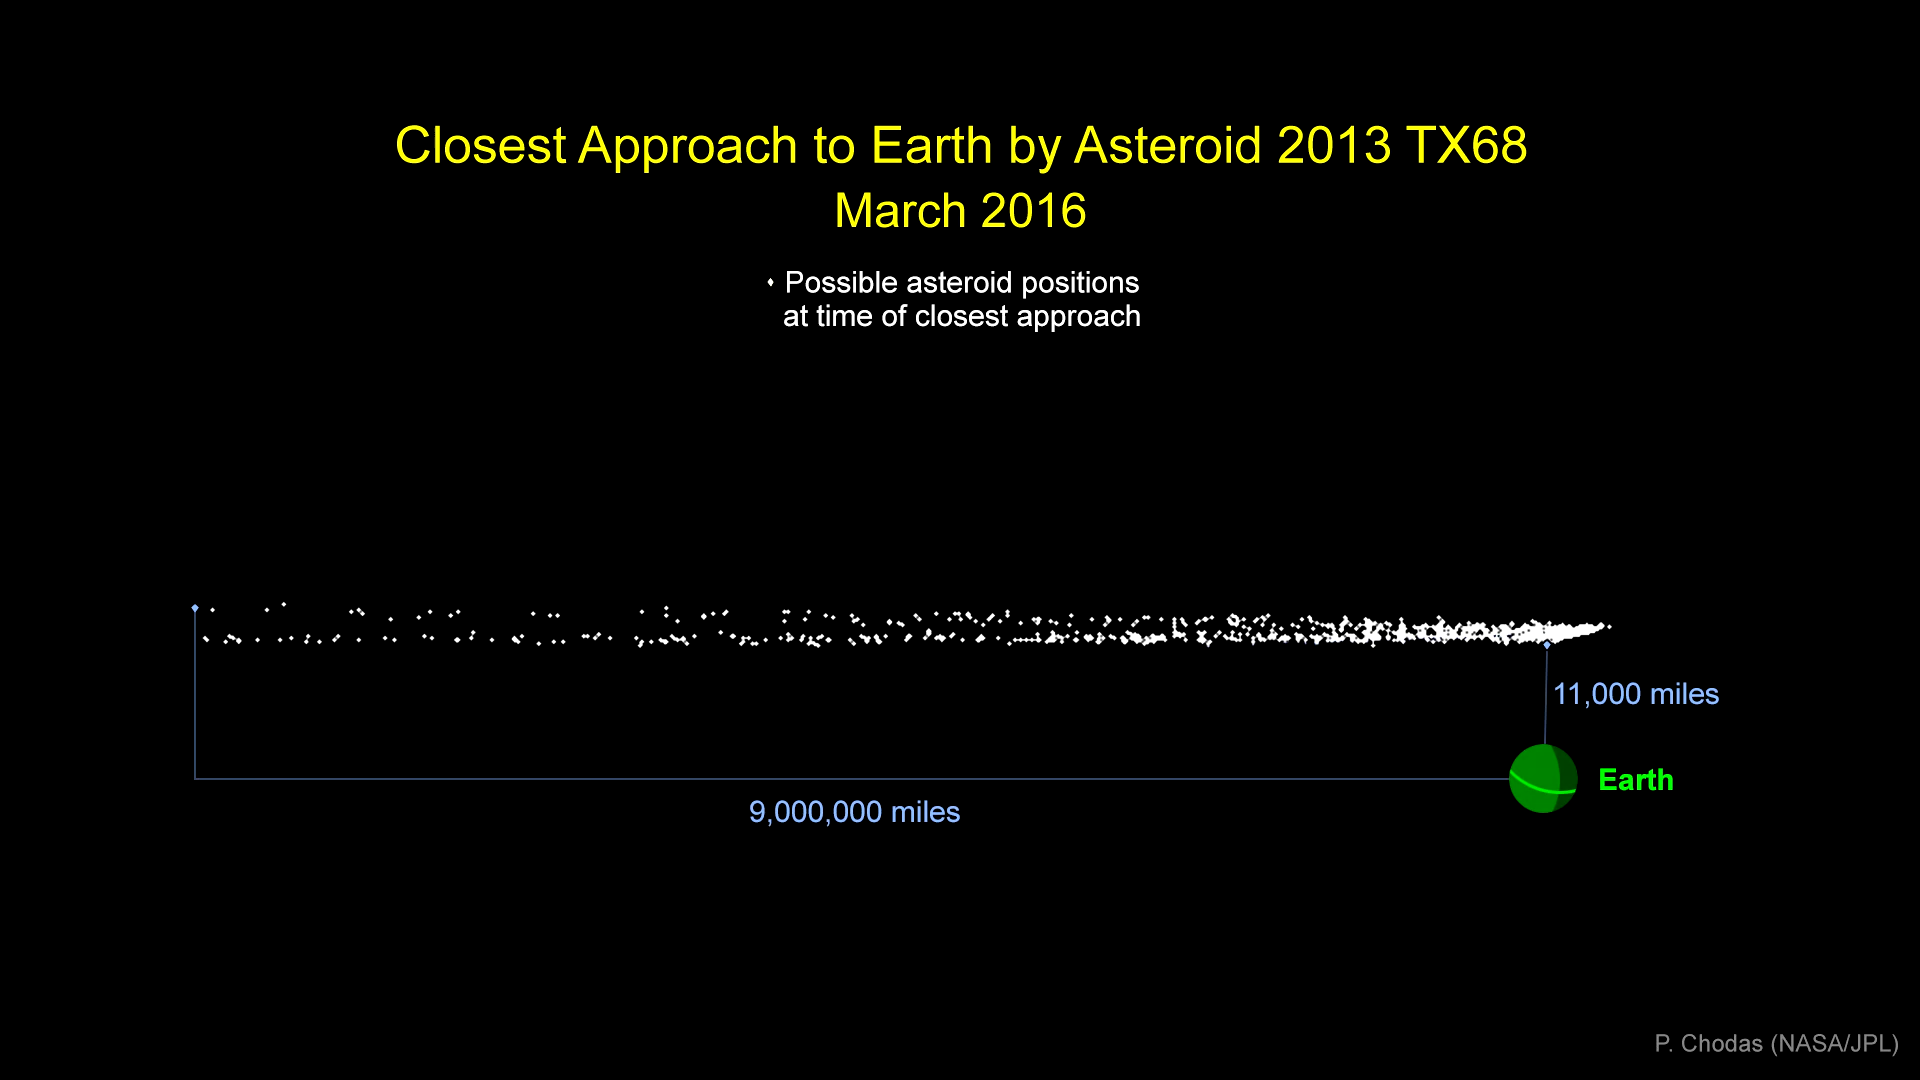 Closest Approach to Earth by Asteroid 2013 TX68
March 2016
Possible asteroid positions
at time of closest approach
11,000 miles
Earth
9,000,000 miles
P. Chodas (NASA/JPL)